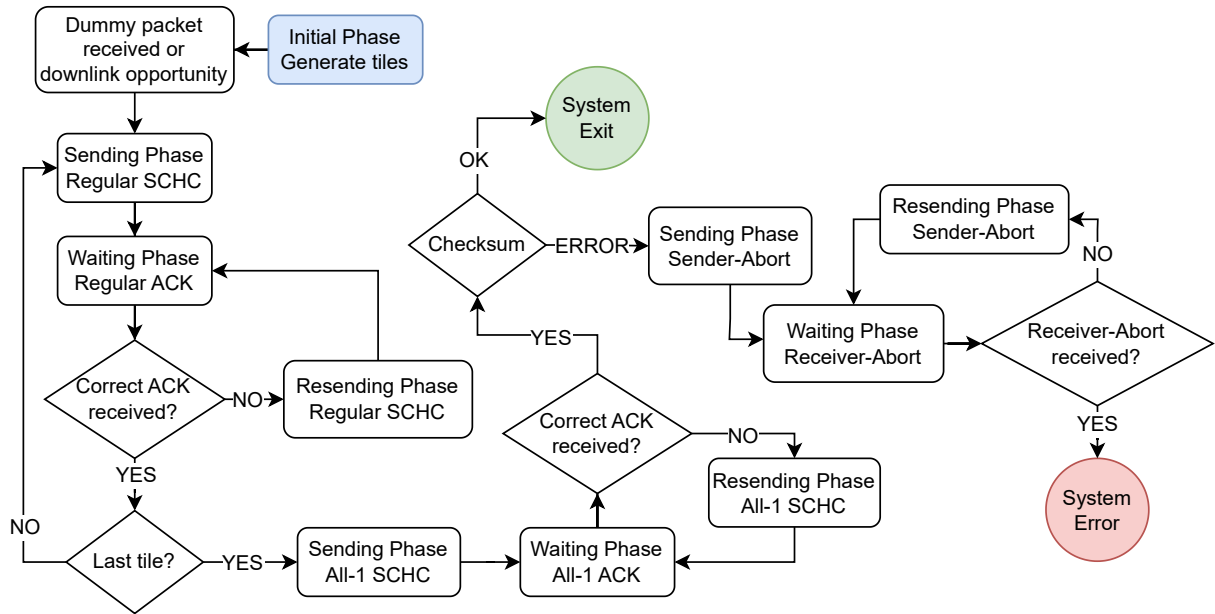 Dummy packet
received or
downlink opportunity
Initial Phase
Generate tiles
Sending Phase
Regular SCHC
Waiting Phase
Regular ACK
Correct ACK
received?
NO
Resending Phase
Regular SCHC
YES
Last tile?
NO
YES
Sending Phase
All-1 SCHC
Waiting Phase
All-1 ACK
Correct ACK
received?
NO
Resending Phase
All-1 SCHC
YES
Checksum
OK
System
Exit
ERROR
Sending Phase
Sender-Abort
Waiting Phase
Receiver-Abort
Receiver-Abort
received?
NO
Resending Phase
Sender-Abort
YES
System
Error